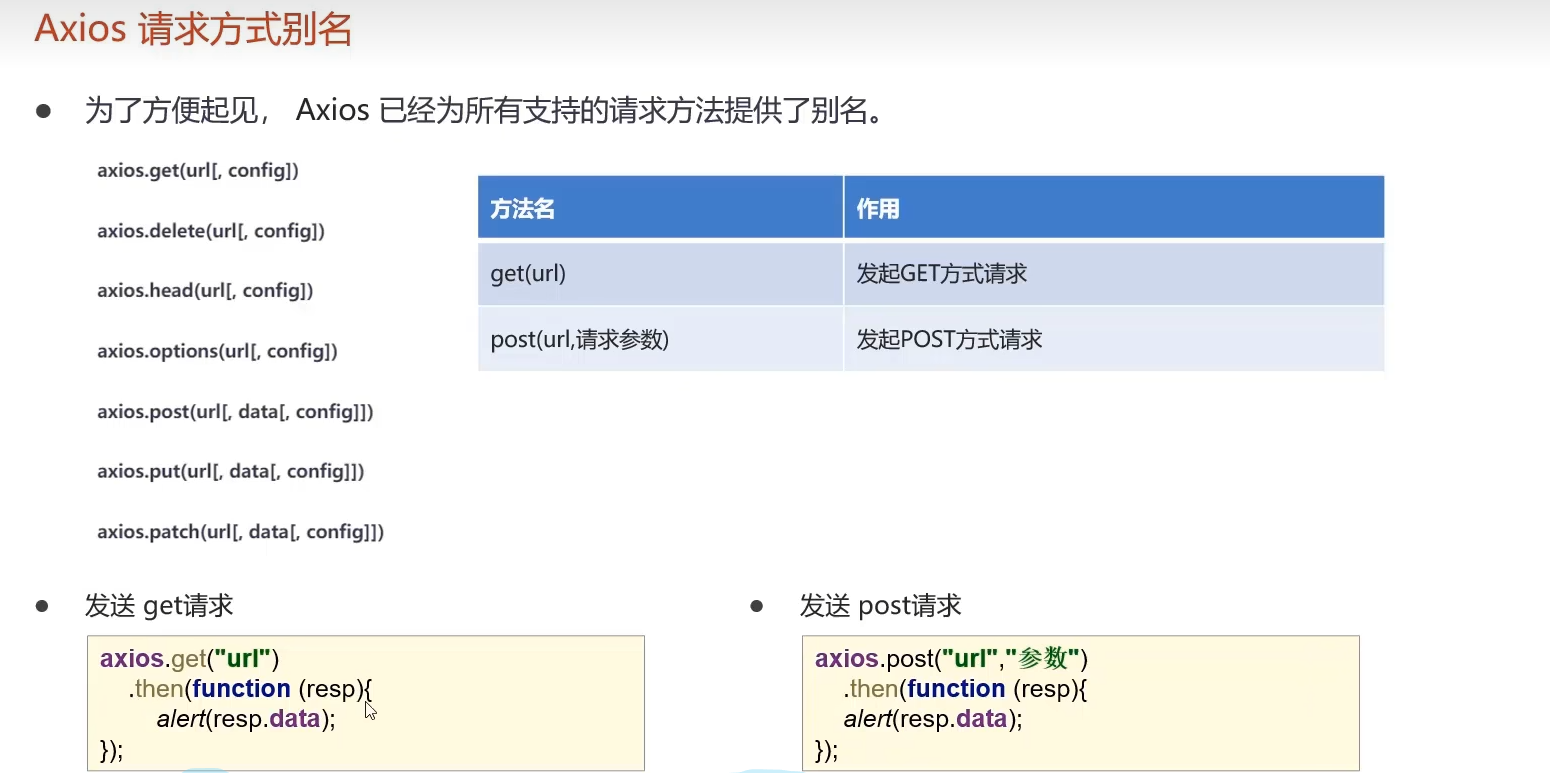 Axios 请求方式别名
● 为了方便起见， Axios 已经为所有支持的请求方法提供了别名。
axios.get(url[, config])
axios.delete(url[, config])
axios.head(url[, config])
axios.options(url[, config])
axios.post(url[, data[, config]])
axios.put(url[, data[, config]])
axios.patch(url[, data[, config]])
方法名 作用
get(url) 发起GET方式请求
post(url,请求参数) 发起POST方式请求
● 发送 get请求
axios.get("url")
.then(function (resp){
alert(resp.data);
});
● 发送 post请求
axios.post("url","参数")
.then(function (resp){
alert(resp.data);
});